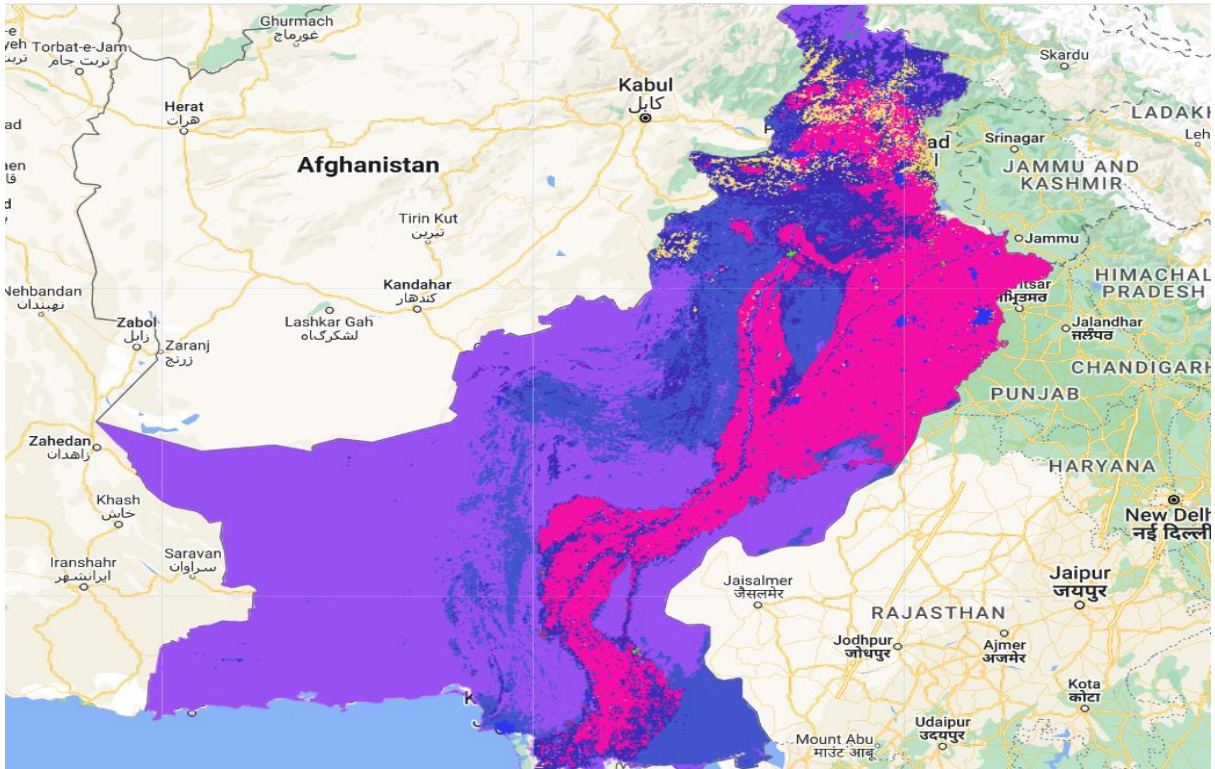 Ghurmach
غورماچ
Torbat-e-Jam
تربت جام
Skardu
Kabul
کابل
Herat
هرات
LADAKH
Srinagar
Afghanistan
JAMMU AND
KASHMIR
Tirin Kut
تيرين
Jammu
Kandahar
کندهار
HIMACHAL
PRADESH
Nehbandan
نهبندان
Lashkar Gah
لښکرګاه
Zabol
زابل
Zaranj
زرنج
Jalandhar
जलंधर
CHANDIGARH
PUNJAB
Zahedan
زاهدان
HARYANA
Khash
خاش
New Delh
नई दिल्ली
Iranshahr
ایرانشهر
Saravan
سراوان
Jaisalmer
जैसलमेर
Jaipur
जयपुर
RAJASTHAN
Jodhpur
जोधपुर
Ajmer
अजमेर
Kota
कोटा
Udaipur
उदयपुर
Mount Abu
माउंट आबू